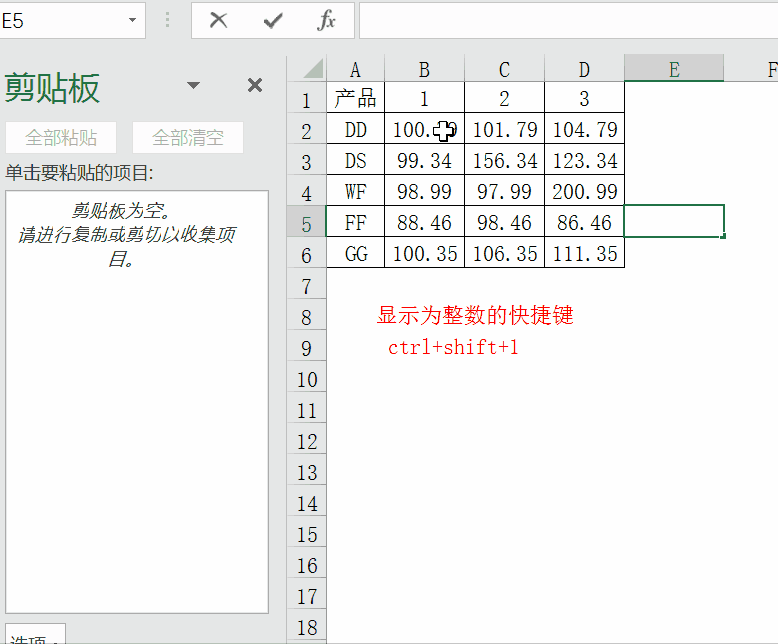 E5
fx
剪贴板
全部粘贴 全部清空
单击要粘贴的项目:
剪贴板为空。
请进行复制或剪切以收集项
目。
A B C D E F
1 产品 1 2 3
2 DD 100. 9 101.79 104.79
3 DS 99.34 156.34 123.34
4 WF 98.99 97.99 200.99
5 FF 88.46 98.46 86.46
6 GG 100.35 106.35 111.35
7
8 显示为整数的快捷键
9 ctrl+shift+1
10
11
12
13
14
15
16
17
18
选项